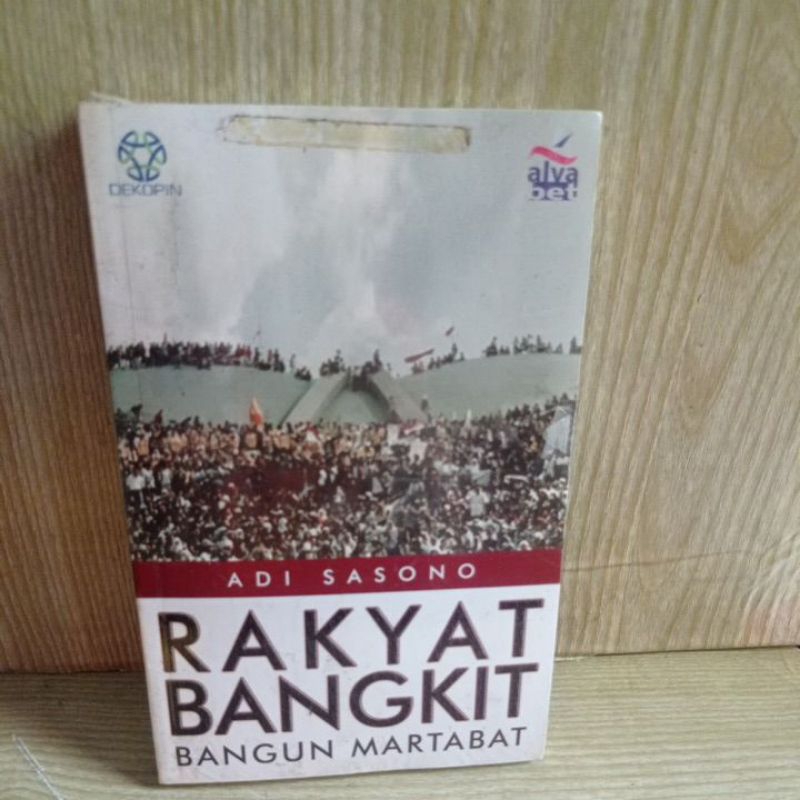 DEKOPIN
alva
bet
ADI SASONO
RAKYAT
BANGKIT
BANGUN MARTABAT